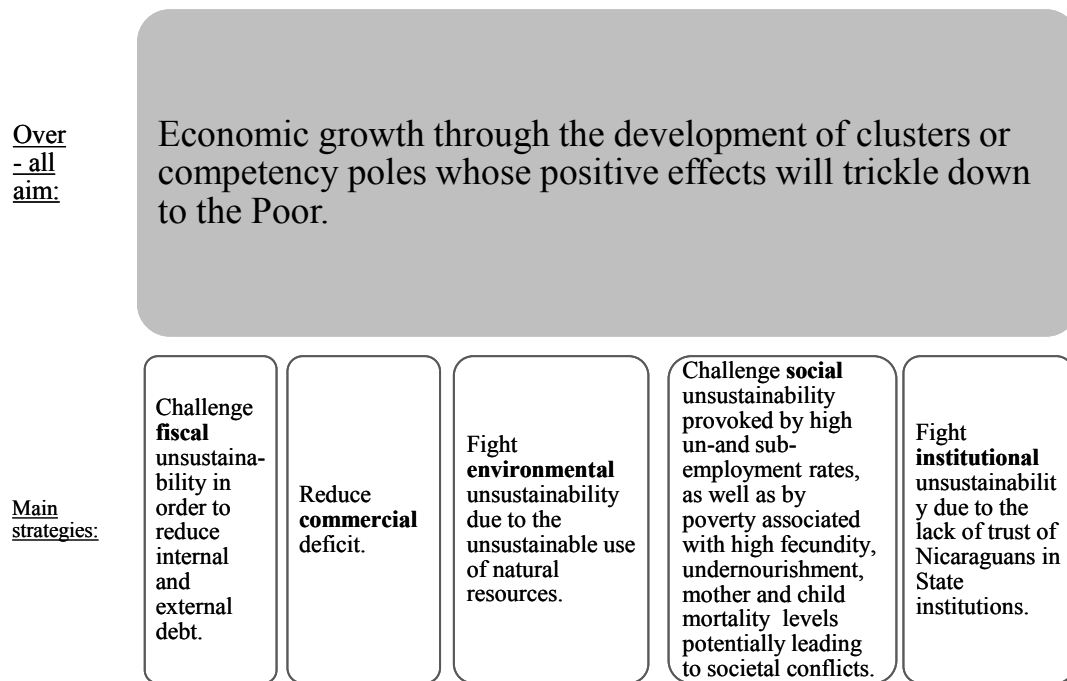 Over
- all
aim:
Economic growth through the development of clusters or
competency poles whose positive effects will trickle down
to the Poor.
Main
strategies:
Challenge
fiscal
unsustaina-
bility in
order to
reduce
internal
and
external
debt.
Reduce
commercial
deficit.
Fight
environmental
unsustainability
due to the
unsustainable use
of natural
resources.
Challenge social
unsustainability
provoked by high
un-and sub-
employment rates,
as well as by
poverty associated
with high fecundity,
undernourishment,
mother and child
mortality levels
potentially leading
to societal conflicts.
Fight
institutional
unsustainabilit
y due to the
lack of trust of
Nicaraguans in
State
institutions.